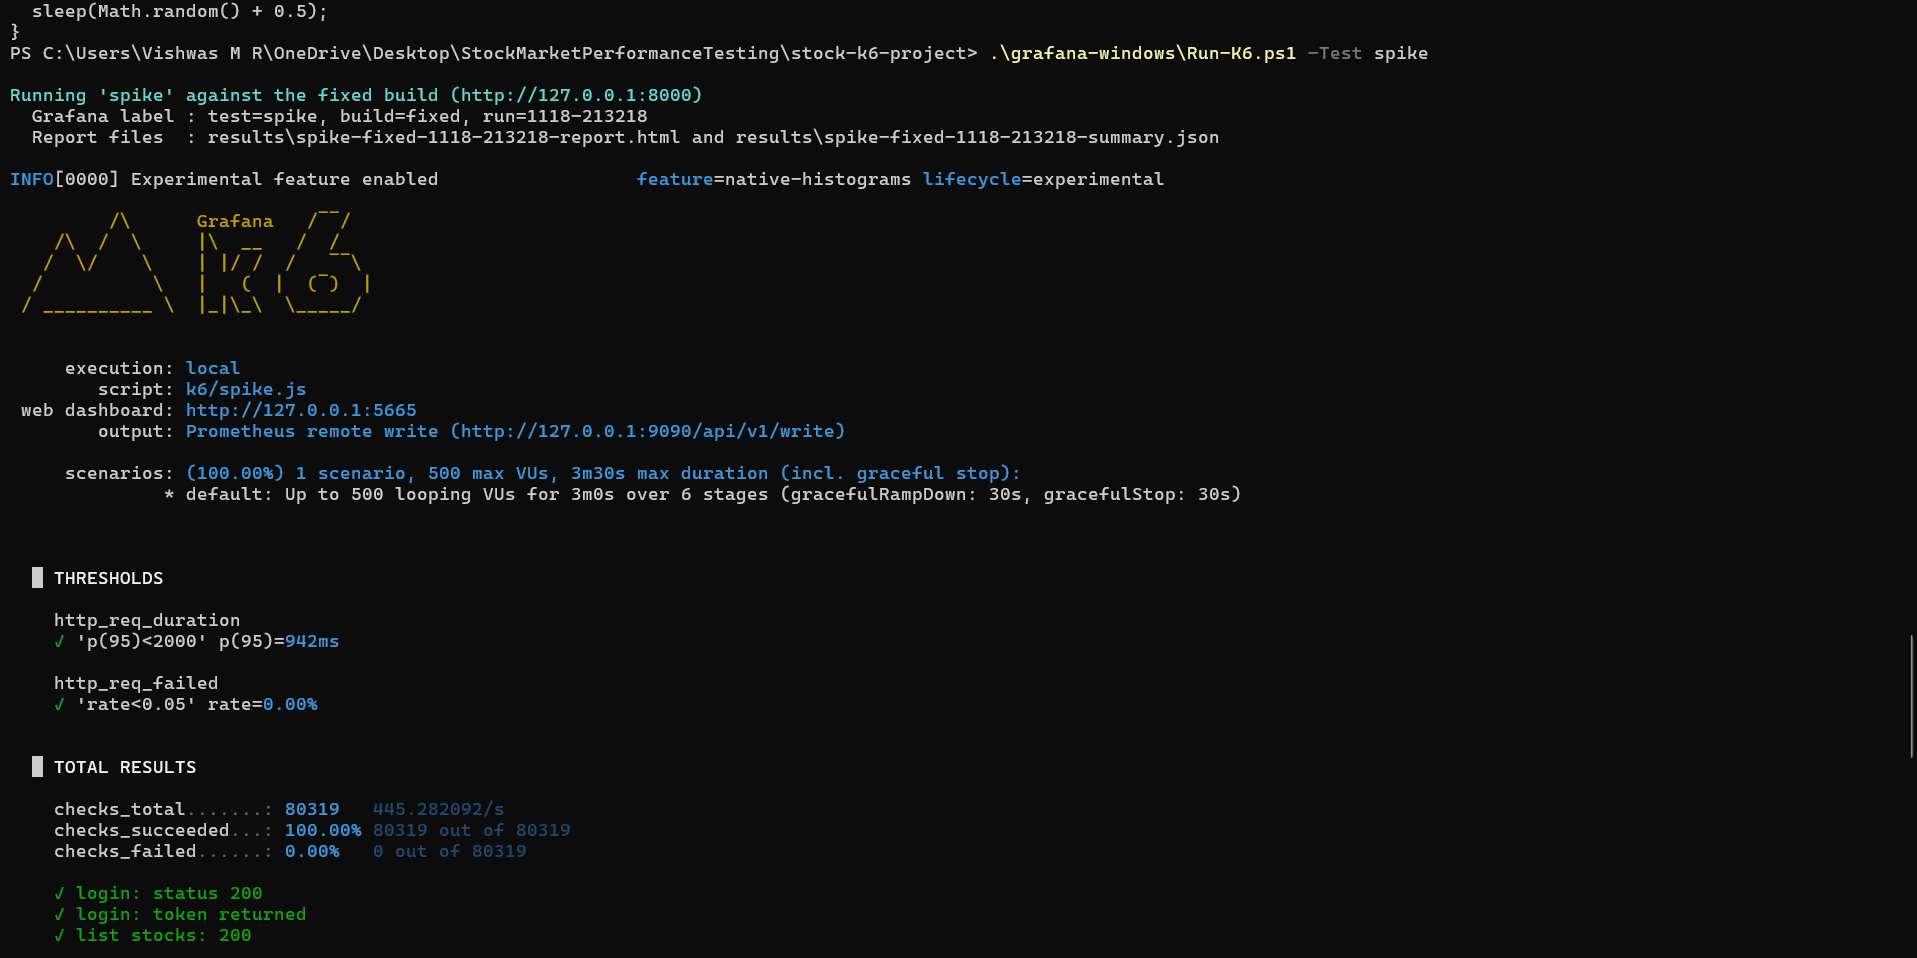 sleep(Math.random() + 0.5);
}
PS C:\Users\Vishwas M R\OneDrive\Desktop\StockMarketPerformanceTesting\stock-k6-project> .\grafana-windows\Run-K6.ps1 -Test spike

Running 'spike' against the fixed build (http://127.0.0.1:8000)
  Grafana label : test=spike, build=fixed, run=1118-213218
  Report files  : results\spike-fixed-1118-213218-report.html and results\spike-fixed-1118-213218-summary.json

INFO[0000] Experimental feature enabled                  feature=native-histograms lifecycle=experimental

         /\      Grafana   /‾‾/
    /\  /  \     |\  __   /  /
   /  \/    \    | |/ /  /   ‾‾\
  /          \   |   (  |  (‾)  |
 / __________ \  |_|\_\  \_____/

     execution: local
        script: k6/spike.js
 web dashboard: http://127.0.0.1:5665
        output: Prometheus remote write (http://127.0.0.1:9090/api/v1/write)

     scenarios: (100.00%) 1 scenario, 500 max VUs, 3m30s max duration (incl. graceful stop):
              * default: Up to 500 looping VUs for 3m0s over 6 stages (gracefulRampDown: 30s, gracefulStop: 30s)

  █ THRESHOLDS

    http_req_duration
    ✓ 'p(95)<2000' p(95)=942ms

    http_req_failed
    ✓ 'rate<0.05' rate=0.00%

  █ TOTAL RESULTS

    checks_total.......: 80319   445.282092/s
    checks_succeeded...: 100.00% 80319 out of 80319
    checks_failed......: 0.00%   0 out of 80319

    ✓ login: status 200
    ✓ login: token returned
    ✓ list stocks: 200